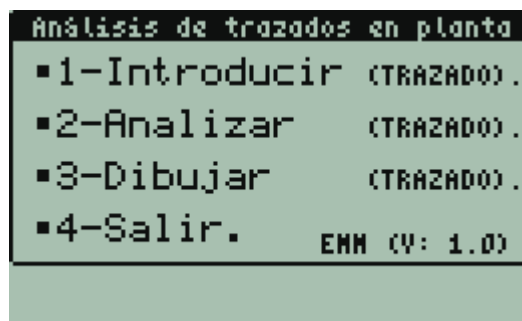 Análisis de trazados en planta
▪1-Introducir (TRAZADO).
▪2-Analizar (TRAZADO).
▪3-Dibujar (TRAZADO).
▪4-Salir. EMM (V: 1.0)